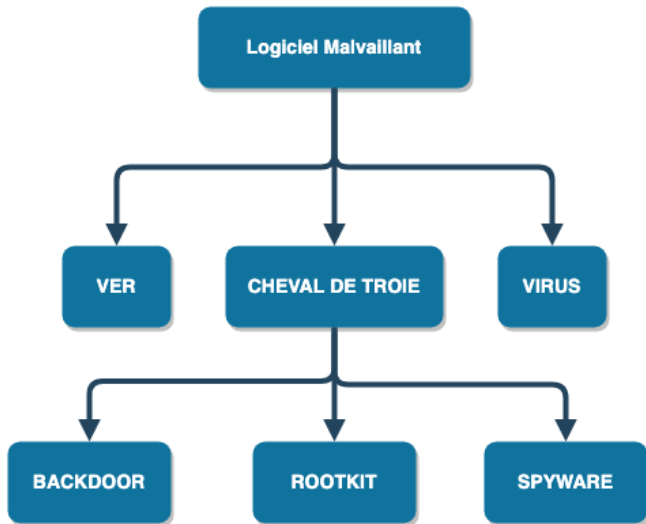 Logiciel Malvaillant
VER
CHEVAL DE TROIE
VIRUS
BACKDOOR
ROOTKIT
SPYWARE